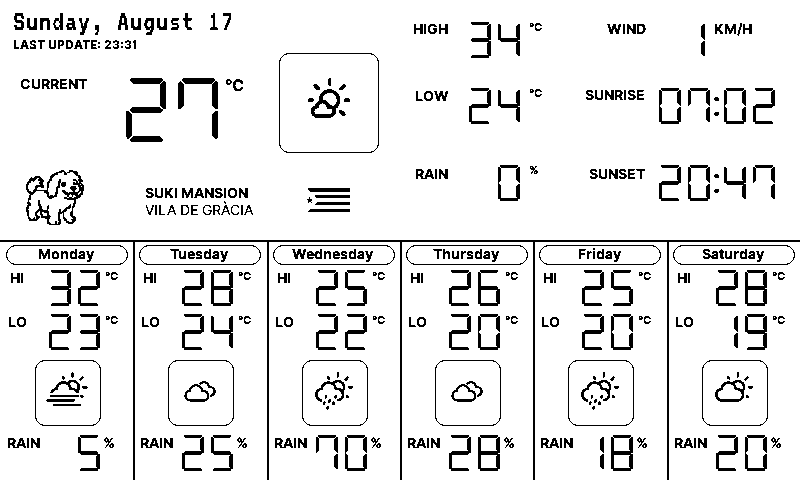 Sunday, August 17
LAST UPDATE: 23:31
CURRENT 27 °C
HIGH 34 °C
WIND 1 KM/H
LOW 24 °C
SUNRISE 07:02
RAIN 0 %
SUNSET 20:47
SUKI MANSION
VILA DE GRÀCIA
Monday
HI 32 °C
LO 23 °C
RAIN 5 %
Tuesday
HI 28 °C
LO 24 °C
RAIN 25 %
Wednesday
HI 25 °C
LO 22 °C
RAIN 70 %
Thursday
HI 26 °C
LO 20 °C
RAIN 28 %
Friday
HI 25 °C
LO 20 °C
RAIN 18 %
Saturday
HI 28 °C
LO 19 °C
RAIN 20 %